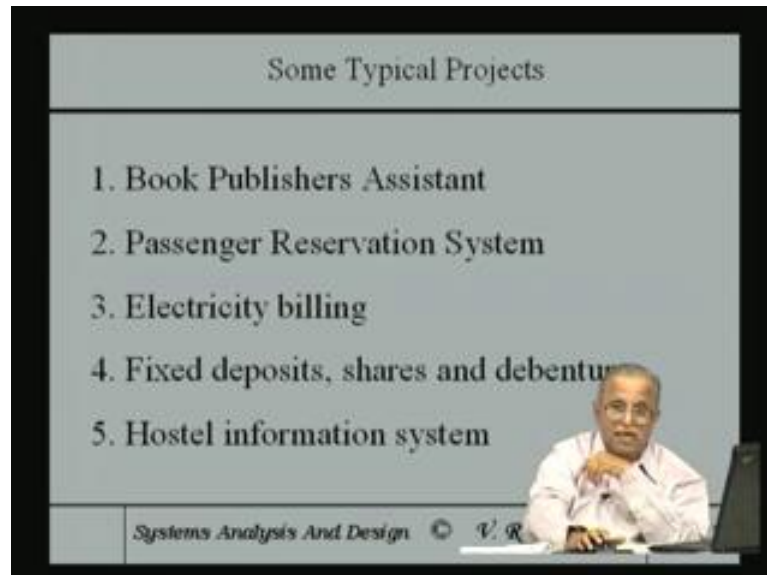 Some Typical Projects
1. Book Publishers Assistant
2. Passenger Reservation System
3. Electricity billing
4. Fixed deposits, shares and
5. Hostel information system
Systems Analysis And Design © V. R